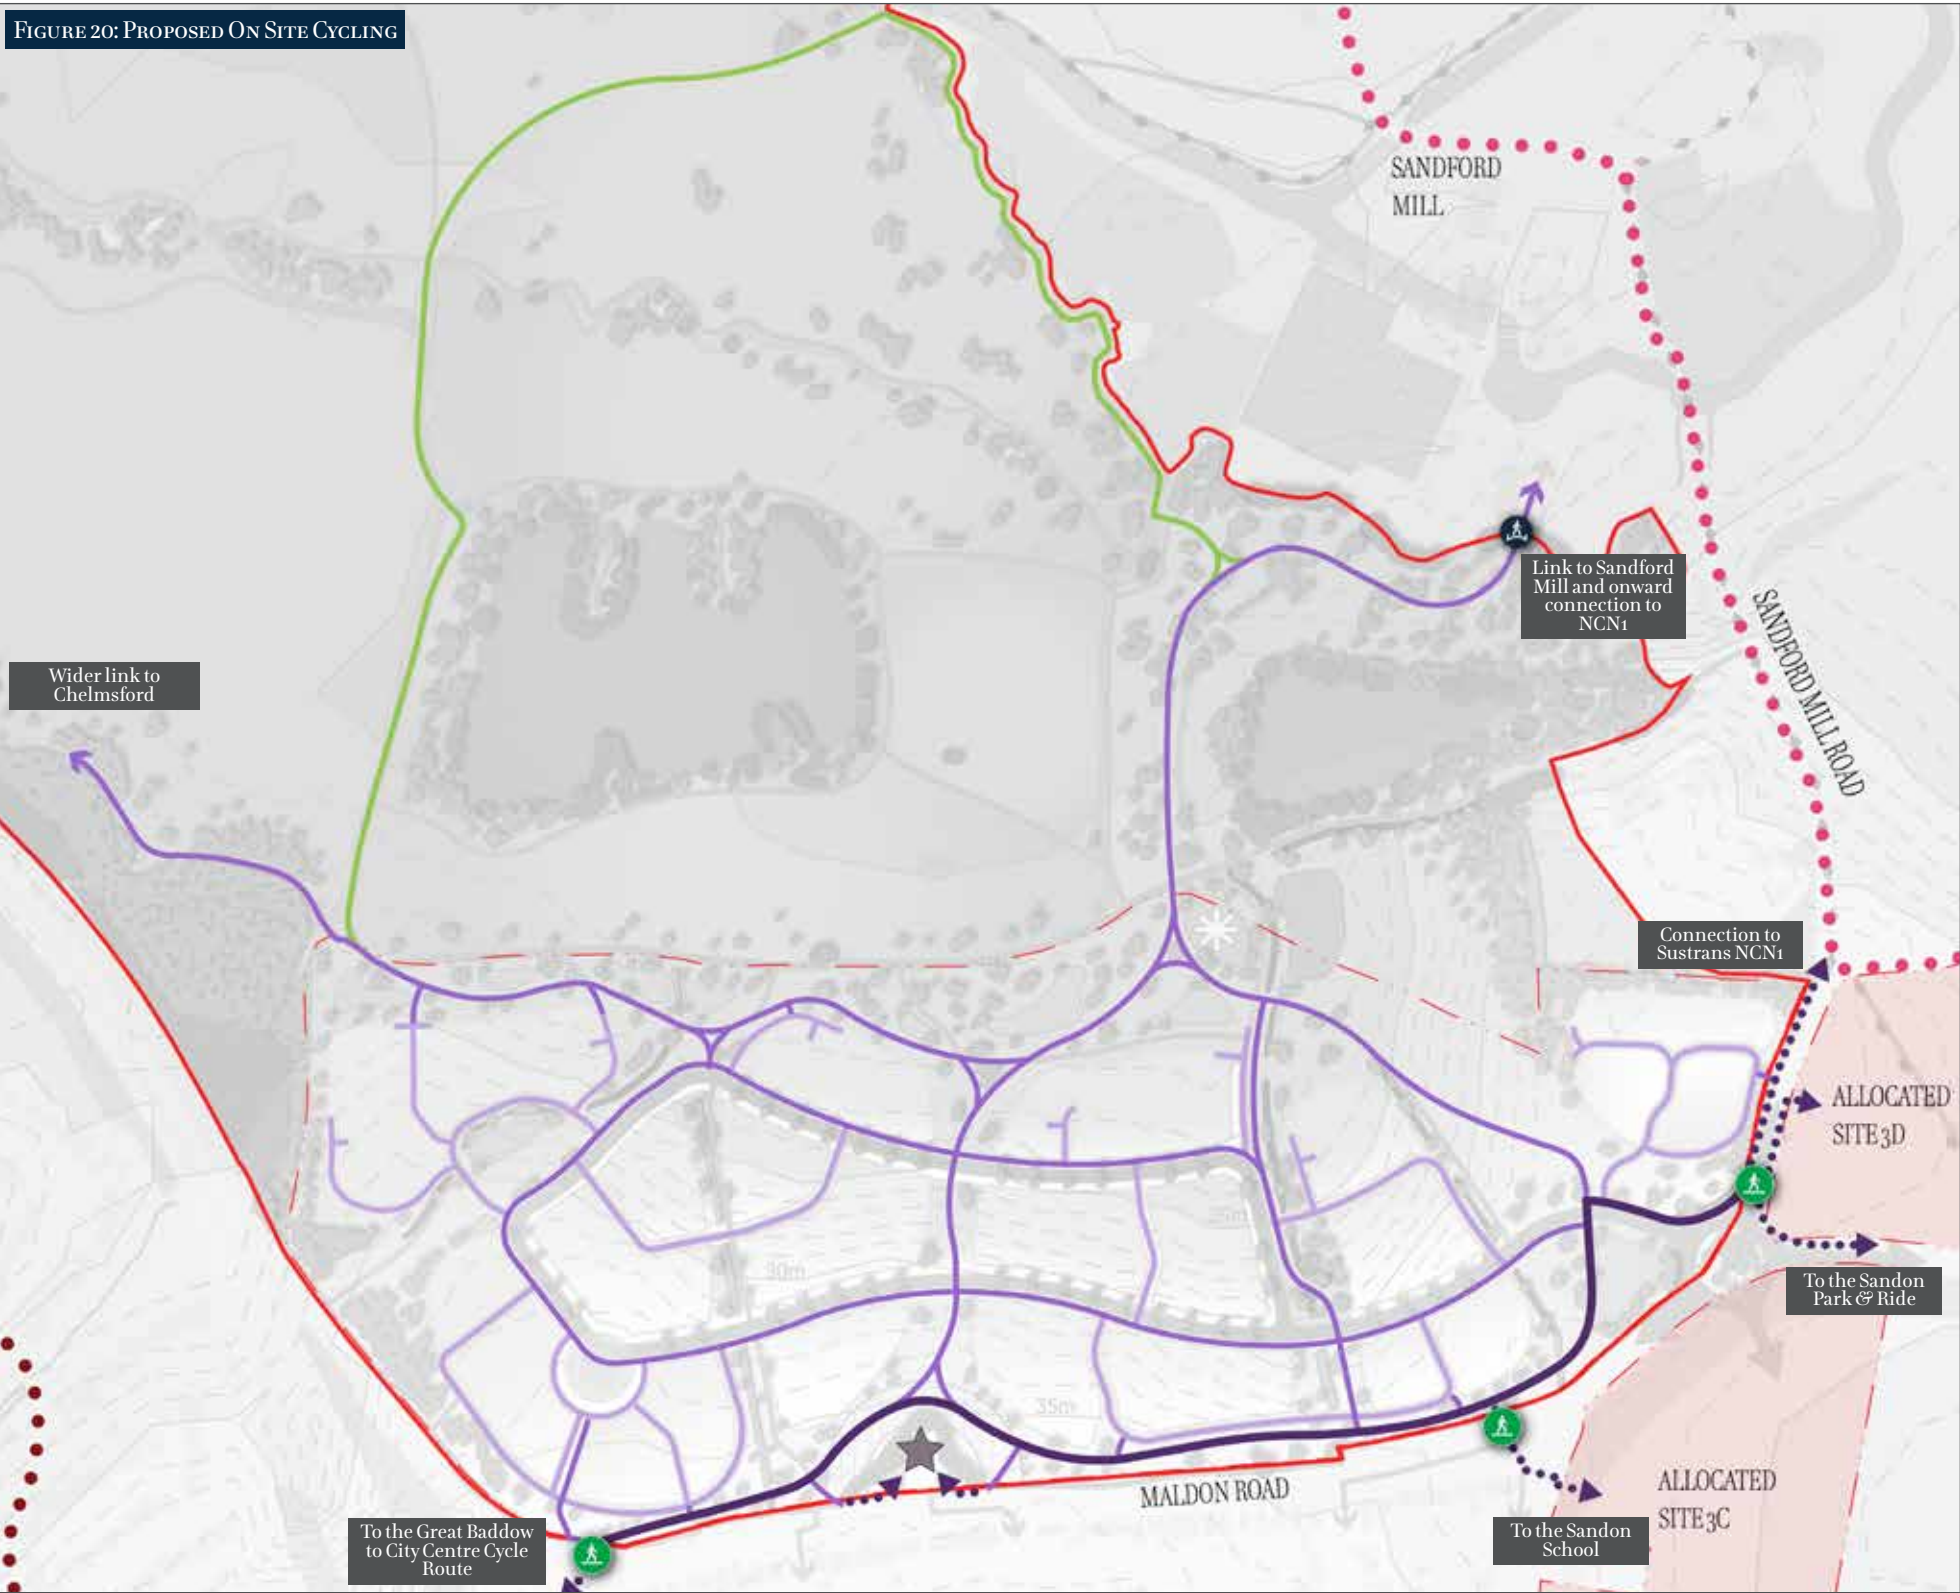 Figure 20: Proposed On Site Cycling
SANDFORD
MILL
Link to Sandford
Mill and onward
connection to
NCN1
SANDFORD MILL ROAD
Wider link to
Chelmsford
Connection to
Sustrans NCN1
ALLOCATED
SITE 3D
25m
30m
To the Sandon
Park & Ride
35m
MALDON ROAD
ALLOCATED
SITE 3C
To the Great Baddow
to City Centre Cycle
Route
To the Sandon
School